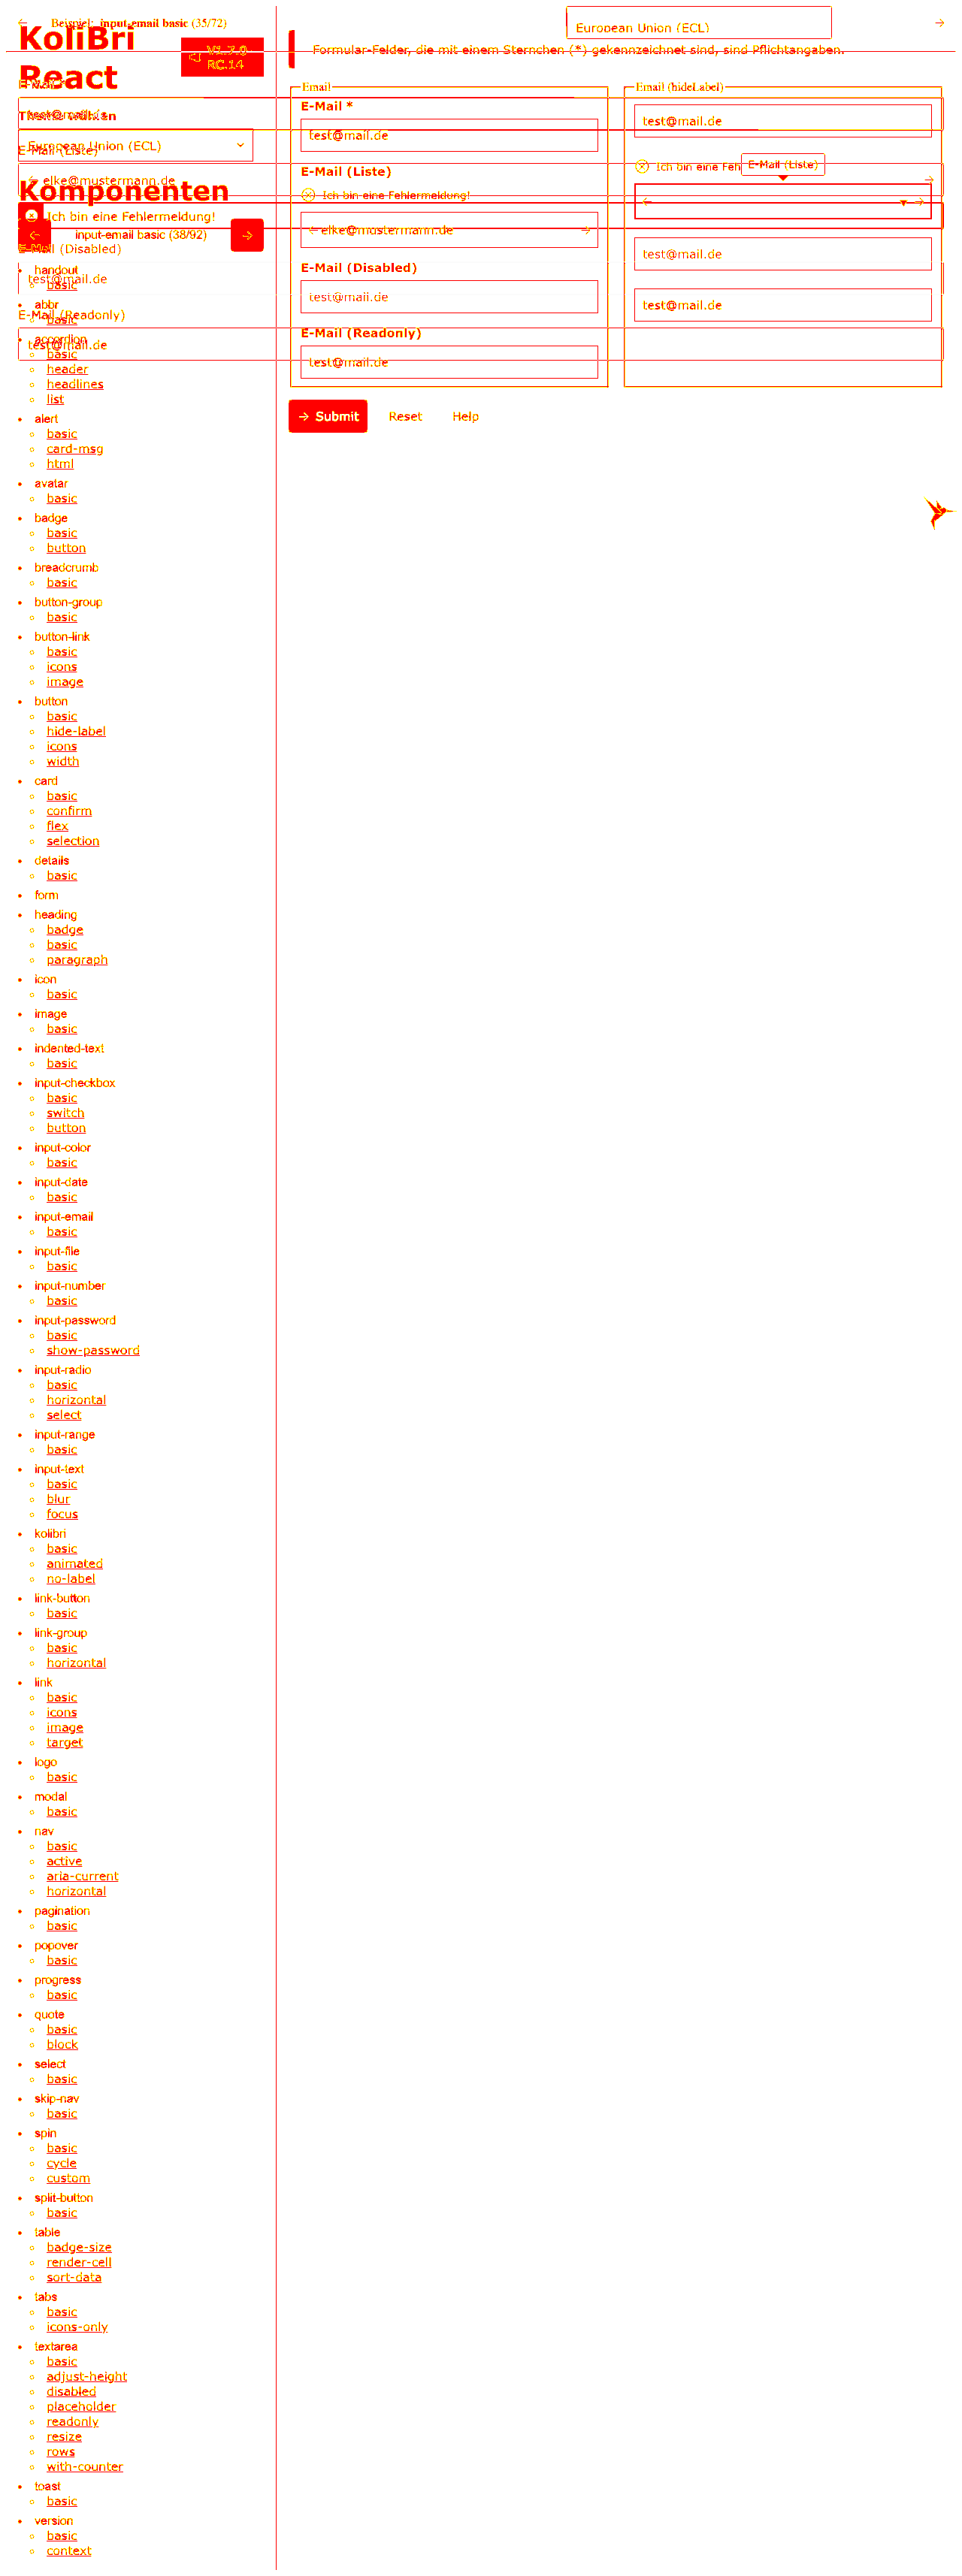 Beispiel: input-email basic (35/72)
European Union (ECL)
KoliBri
React
v1.7.0-
RC.14
Formular-Felder, die mit einem Sternchen (*) gekennzeichnet sind, sind Pflichtangaben.
E-Mail *
test@mail.de
European Union (ECL)
E-Mail (Liste)
elke@mustermann.de
Komponenten
Ich bin eine Fehlermeldung!
input-email basic (38/92)
E-Mail (Disabled)
test@mail.de
E-Mail (Readonly)
test@mail.de
Email
E-Mail *
test@mail.de
E-Mail (Liste)
Ich bin eine Fehlermeldung!
elke@mustermann.de
E-Mail (Disabled)
test@mail.de
E-Mail (Readonly)
test@mail.de
Email (hideLabel)
test@mail.de
Ich bin eine Feh
E-Mail (Liste)
test@mail.de
test@mail.de
Submit
Reset
Help
handout
basic
abbr
basic
accordion
basic
header
headlines
list
alert
basic
card-msg
html
avatar
basic
badge
basic
button
breadcrumb
basic
button-group
basic
button-link
basic
icons
image
button
basic
hide-label
icons
width
card
basic
confirm
flex
selection
details
basic
form
heading
badge
basic
paragraph
icon
basic
image
basic
indented-text
basic
input-checkbox
basic
switch
button
input-color
basic
input-date
basic
input-email
basic
input-file
basic
input-number
basic
input-password
basic
show-password
input-radio
basic
horizontal
select
input-range
basic
input-text
basic
blur
focus
kolibri
basic
animated
no-label
link-button
basic
link-group
basic
horizontal
link
basic
icons
image
target
logo
basic
modal
basic
nav
basic
active
aria-current
horizontal
pagination
basic
popover
basic
progress
basic
quote
basic
block
select
basic
skip-nav
basic
spin
basic
cycle
custom
split-button
basic
table
badge-size
render-cell
sort-data
tabs
basic
icons-only
textarea
basic
adjust-height
disabled
placeholder
readonly
resize
rows
with-counter
toast
basic
version
basic
context